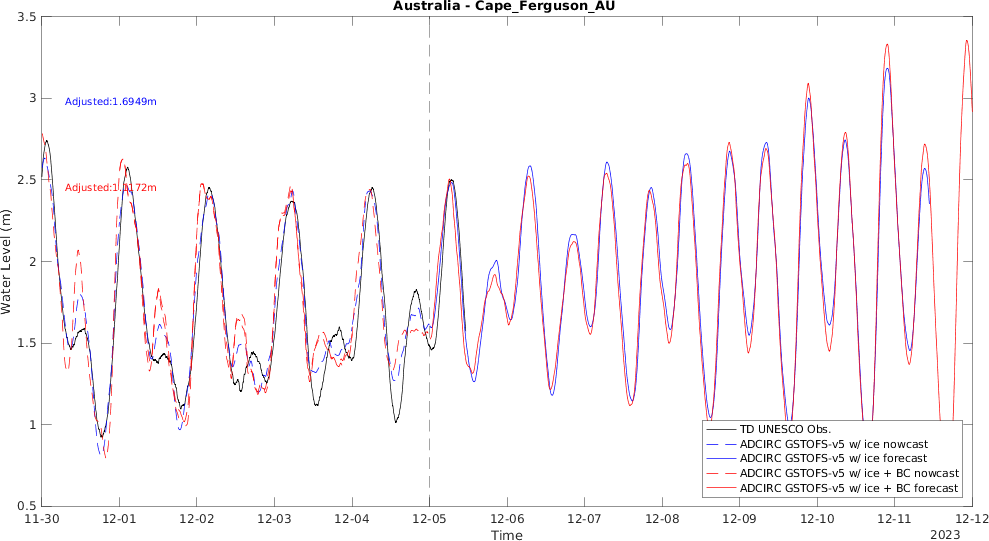 Australia - Cape_Ferguson_AU
3.5
3
2.5
2
1.5
1
0.5
Water Level (m)
Adjusted:1.6949m
TD UNESCO Obs.
ADCIRC GSTOFS-v5 w/ ice nowcast
ADCIRC GSTOFS-v5 w/ ice forecast
ADCIRC GSTOFS-v5 w/ ice + BC nowcast
ADCIRC GSTOFS-v5 w/ ice + BC forecast
11-30 12-01 12-02 12-03 12-04 12-05 12-06 12-07 12-08 12-09 12-10 12-11 12-12
Time
2023